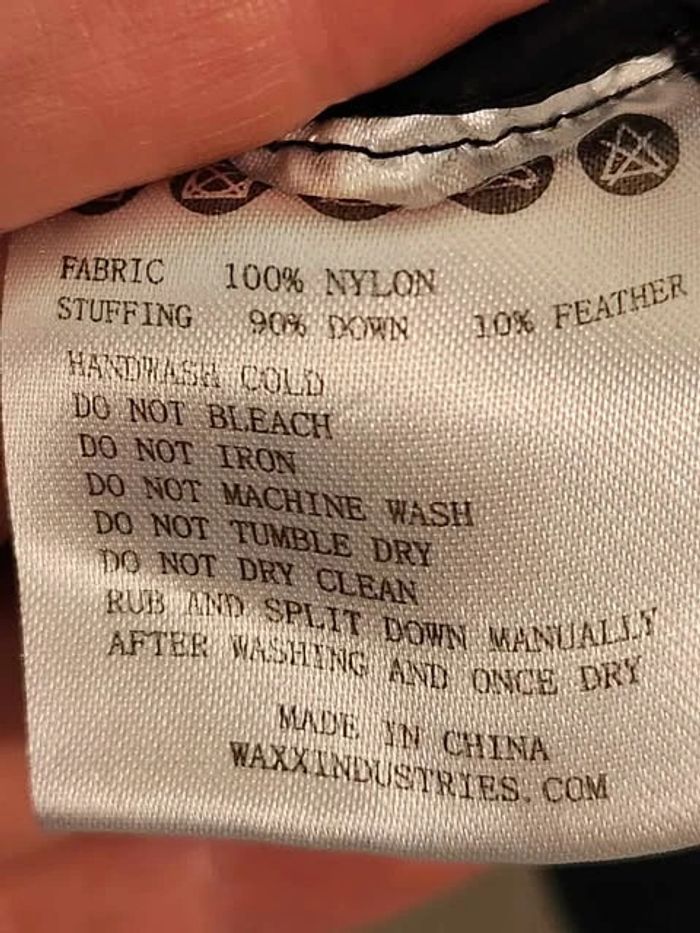 FABRIC 100% NYLON
STUFFING 90% DOWN 10% FEATHER
HANDWASH COLD
DO NOT BLEACH
DO NOT IRON
DO NOT MACHINE WASH
DO NOT TUMBLE DRY
DO NOT DRY CLEAN
RUB AND SPLIT DOWN MANUALLY
AFTER WASHING AND ONCE DRY
MADE IN CHINA
WAXXINDUSTRIES.COM